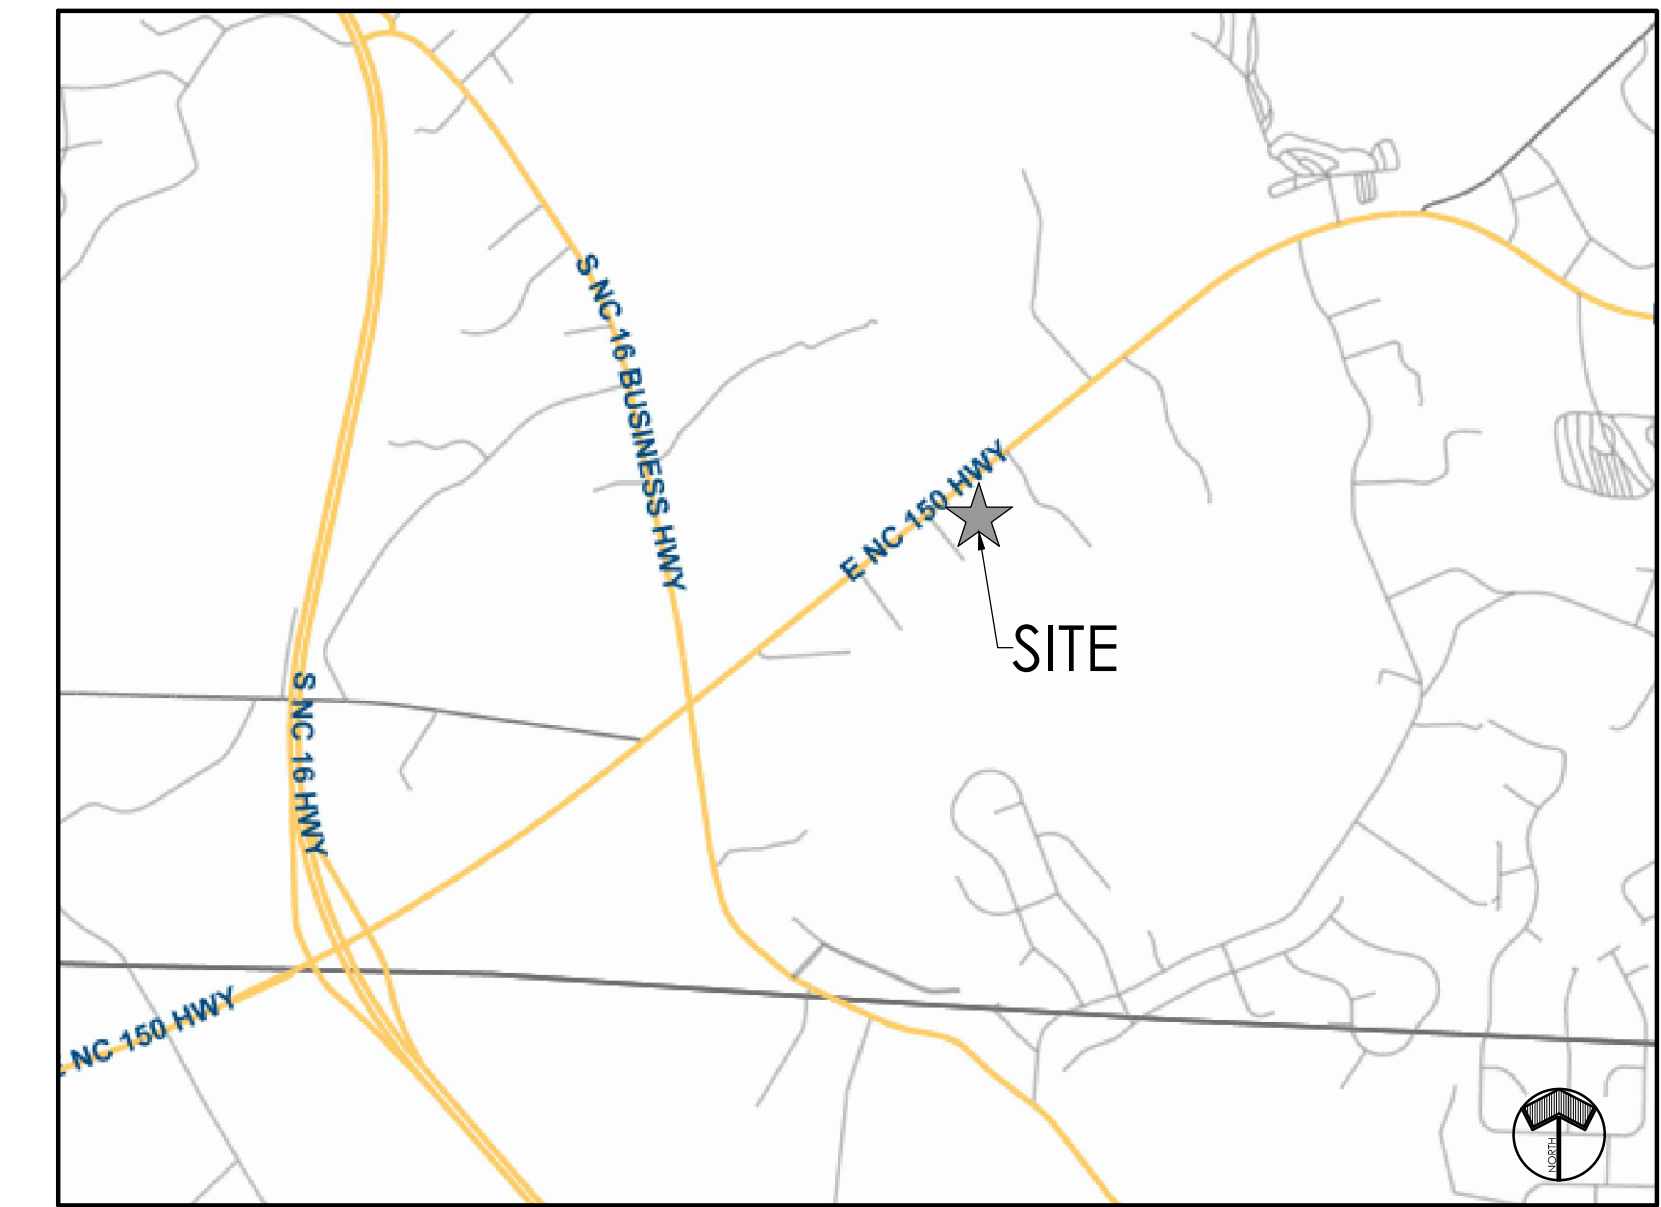 S NC 16 BUSINESS HWY
E NC 150 HWY
SITE
S NC 16 HWY
NC 150 HWY
NORTH